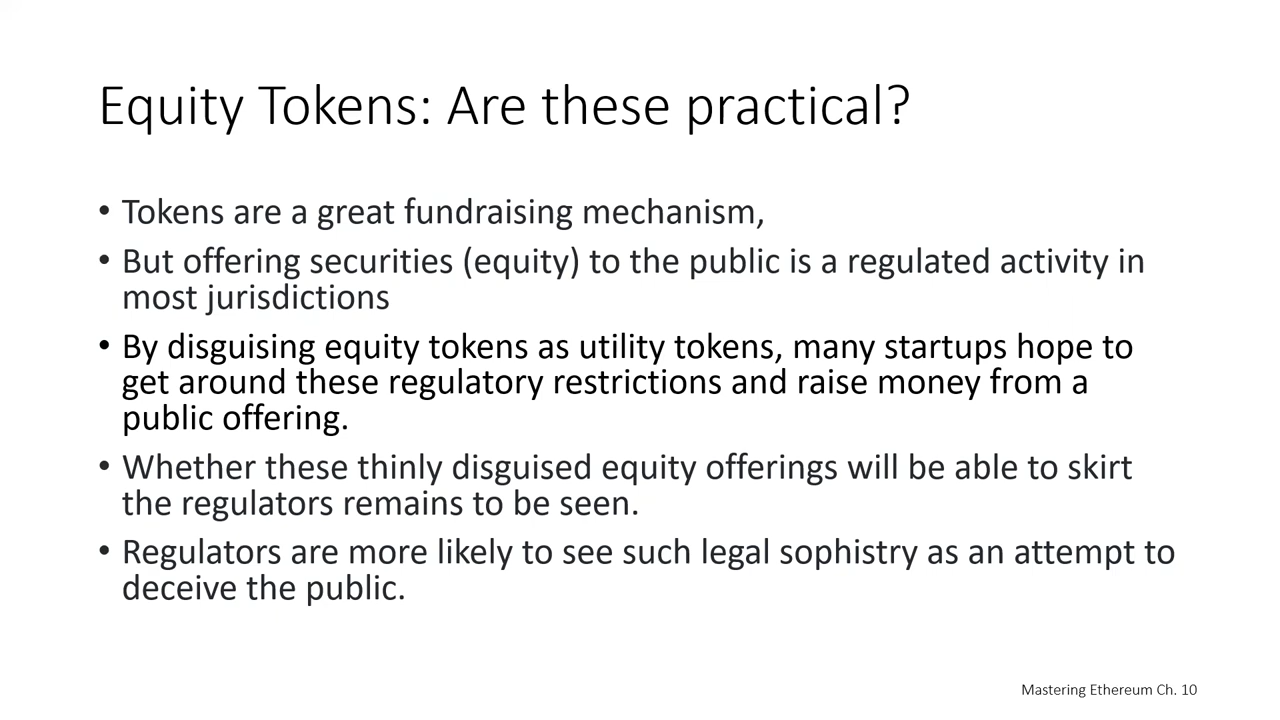 Equity Tokens: Are these practical?
• Tokens are a great fundraising mechanism,
• But offering securities (equity) to the public is a regulated activity in
most jurisdictions
• By disguising equity tokens as utility tokens, many startups hope to
get around these regulatory restrictions and raise money from a
public offering.
• Whether these thinly disguised equity offerings will be able to skirt
the regulators remains to be seen.
• Regulators are more likely to see such legal sophistry as an attempt to
deceive the public.
Mastering Ethereum Ch. 10